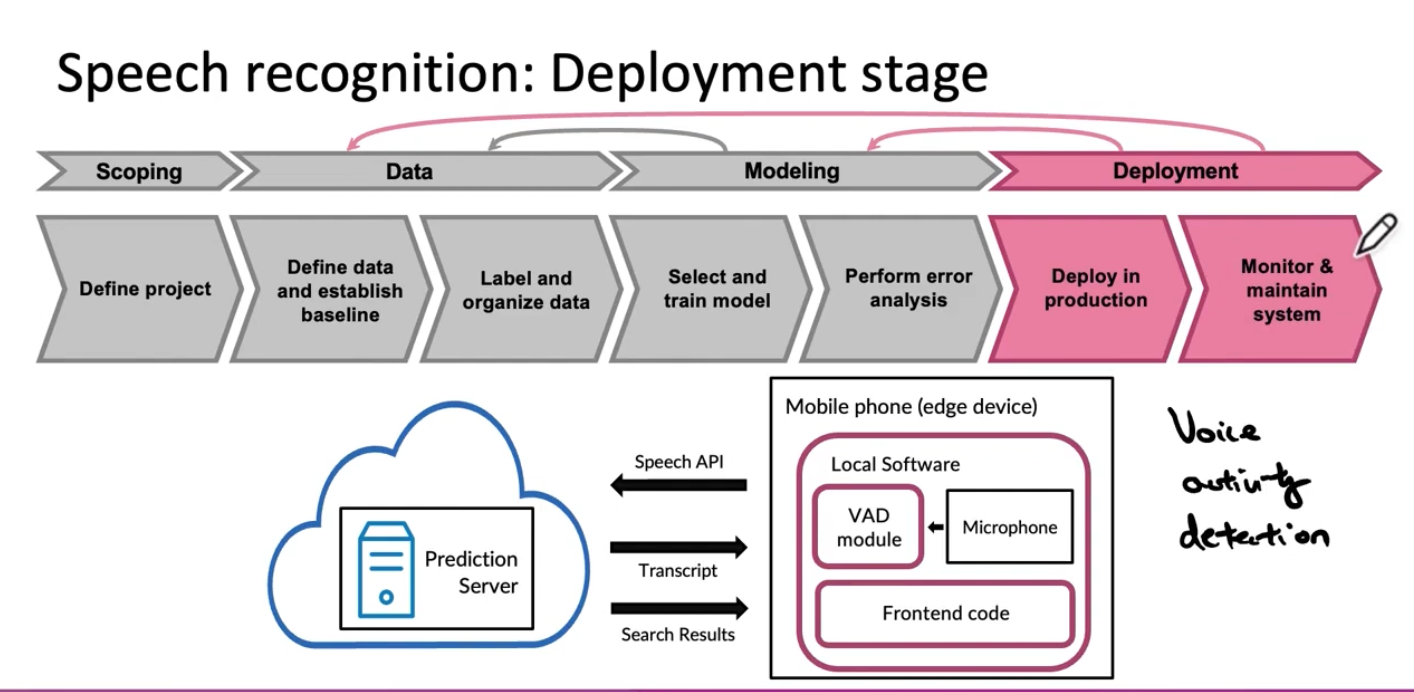 Speech recognition: Deployment stage
Scoping
Data
Modeling
Deployment
Define project
Define data
and establish
baseline
Label and
organize data
Select and
train model
Perform error
analysis
Deploy in
production
Monitor &
maintain
system
Prediction
Server
Speech API
Transcript
Search Results
Mobile phone (edge device)
Local Software
VAD
module
Microphone
Frontend code
Voice
activity
detection